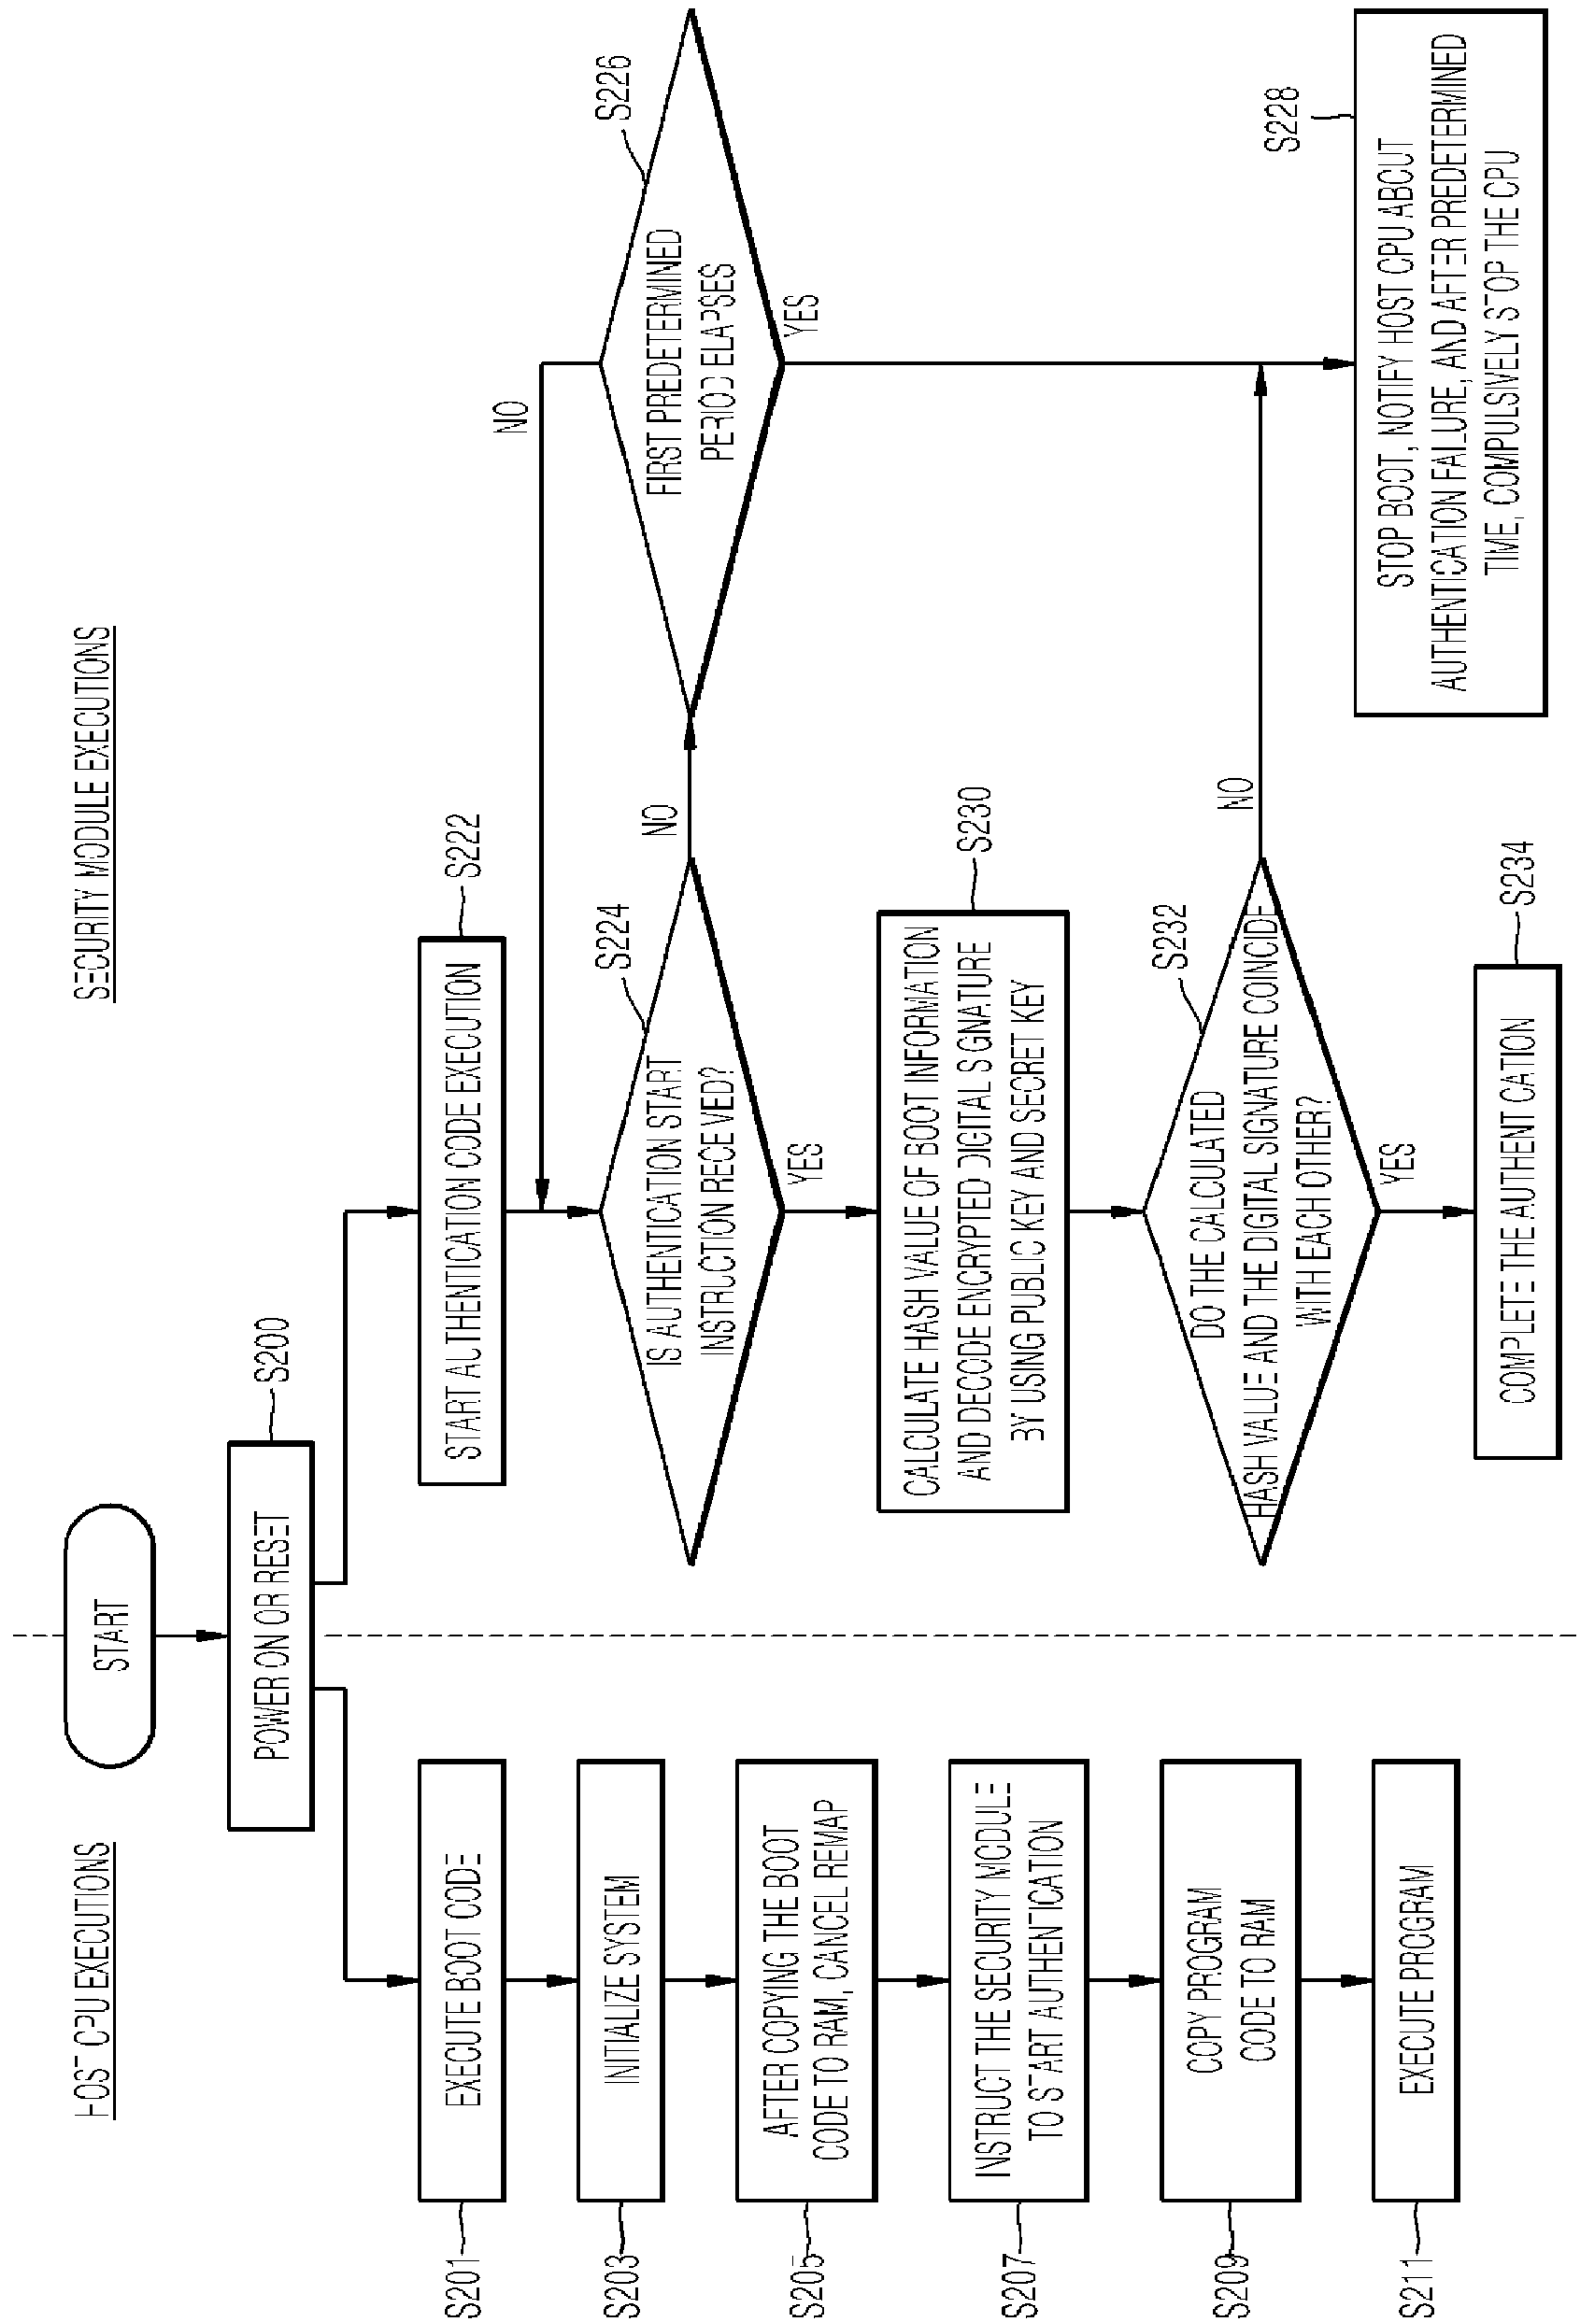 HOST CPU EXECUTIONS
SECURITY MODULE EXECUTIONS
START
POWER ON OR RESET
S200
S201
EXECUTE BOOT CODE
S203
INITIALIZE SYSTEM
S205
AFTER COPYING THE BOOT
CODE TO RAM, CANCEL REMAP
S207
INSTRUCT THE SECURITY MODULE
TO START AUTHENTICATION
S209
COPY PROGRAM
CODE TO RAM
S211
EXECUTE PROGRAM
START AUTHENTICATION CODE EXECUTION
S222
IS AUTHENTICATION START
INSTRUCTION RECEIVED?
S224
NO
YES
FIRST PREDETERMINED
PERIOD ELAPSES
S226
NO
YES
CALCULATE HASH VALUE OF BOOT INFORMATION
AND DECODE ENCRYPTED DIGITAL SIGNATURE
BY USING PUBLIC KEY AND SECRET KEY
S230
DO THE CALCULATED
HASH VALUE AND THE DIGITAL SIGNATURE COINCIDE
WITH EACH OTHER?
S232
NO
YES
STOP BOOT, NOTIFY HOST CPU ABOUT
AUTHENTICATION FAILURE, AND AFTER PREDETERMINED
TIME, COMPULSIVELY STOP THE CPU
S228
COMPLETE THE AUTHENTICATION
S234